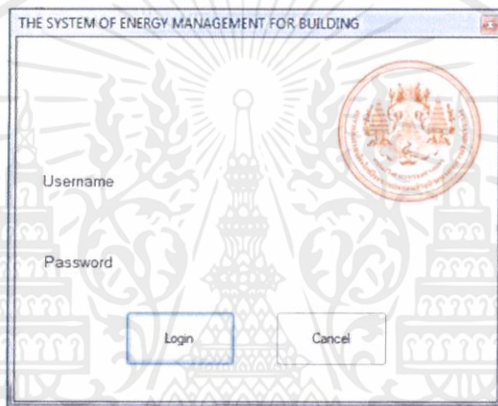 THE SYSTEM OF ENERGY MANAGEMENT FOR BUILDING
Username
Password
Login
Cancel